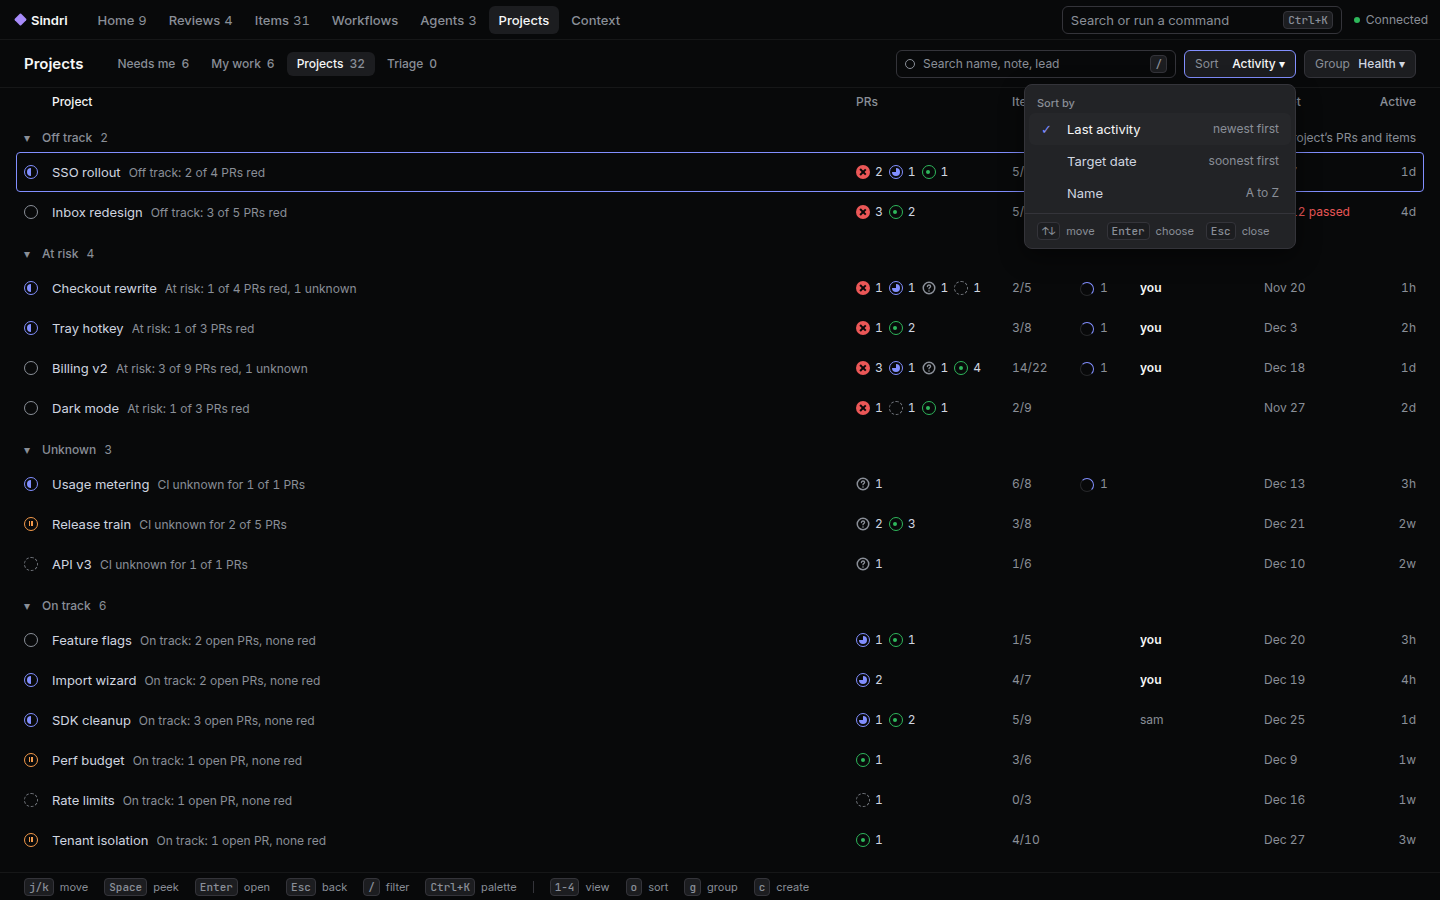 Sindri Home 9 Reviews 4 Items 31 Workflows Agents 3 Projects Context Search or run a command Ctrl+K Connected
Projects Needs me 6 My work 6 Projects 32 Triage 0 Search name, note, lead / Sort Activity ▾ Group Health ▾
Project PRs Active
Sort by
▾ Off track 2 roject's PRs and items
✓ Last activity newest first
SSO rollout Off track: 2 of 4 PRs red 2 1 1 5/ 1d
Target date soonest first
Inbox redesign Off track: 3 of 5 PRs red 3 2 5/ 2 passed 4d
Name A to Z
↑↓ move Enter choose Esc close
▾ At risk 4
Checkout rewrite At risk: 1 of 4 PRs red, 1 unknown 1 1 1 1 2/5 1 you Nov 20 1h
Tray hotkey At risk: 1 of 3 PRs red 1 2 3/8 1 you Dec 3 2h
Billing v2 At risk: 3 of 9 PRs red, 1 unknown 3 1 1 4 14/22 1 you Dec 18 1d
Dark mode At risk: 1 of 3 PRs red 1 1 1 2/9 Nov 27 2d
▾ Unknown 3
Usage metering CI unknown for 1 of 1 PRs 1 6/8 1 Dec 13 3h
Release train CI unknown for 2 of 5 PRs 2 3 3/8 Dec 21 2w
API v3 CI unknown for 1 of 1 PRs 1 1/6 Dec 10 2w
▾ On track 6
Feature flags On track: 2 open PRs, none red 1 1 1/5 you Dec 20 3h
Import wizard On track: 2 open PRs, none red 2 4/7 you Dec 19 4h
SDK cleanup On track: 3 open PRs, none red 1 2 5/9 sam Dec 25 1d
Perf budget On track: 1 open PR, none red 1 3/6 Dec 9 1w
Rate limits On track: 1 open PR, none red 1 0/3 Dec 16 1w
Tenant isolation On track: 1 open PR, none red 1 4/10 Dec 27 3w
j/k move Space peek Enter open Esc back / filter Ctrl+K palette 1-4 view o sort g group c create